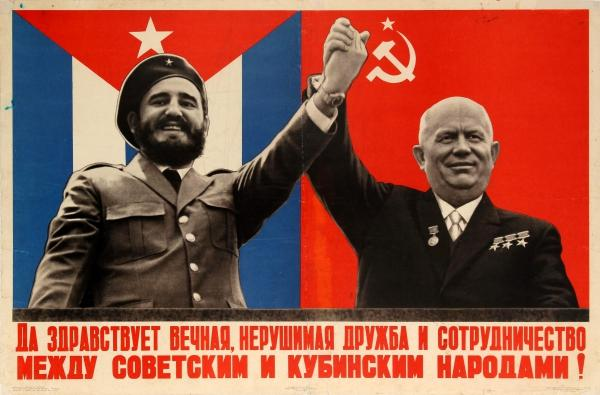 Да здравствует вечная, нерушимая дружба и сотрудничество
между советским и кубинским народами!